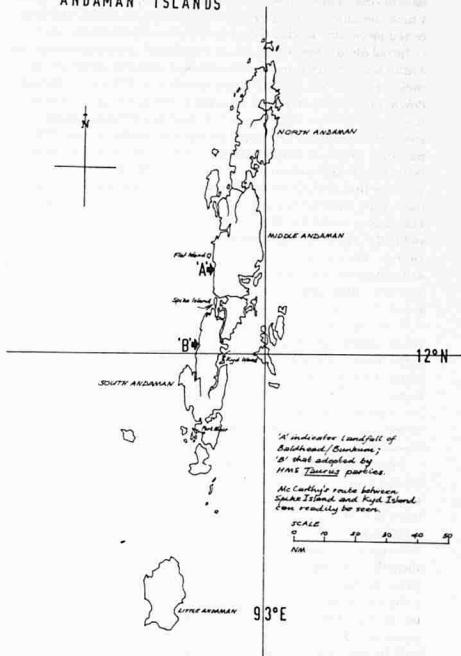 ANDAMAN ISLANDS
N
NORTH ANDAMAN
MIDDLE ANDAMAN
Flat Island
'A'
Spike Island
'B'
Kyd Island
12°N
SOUTH ANDAMAN
Port Blair
'A' indicates landfall of
Baldhead/Bunkum;
'B' that adopted by
HMS Taurus parties.
McCarthy's route between
Spike Island and Kyd Island
can readily be seen.
SCALE
0 10 20 30 40 50
NM
LITTLE ANDAMAN
93°E